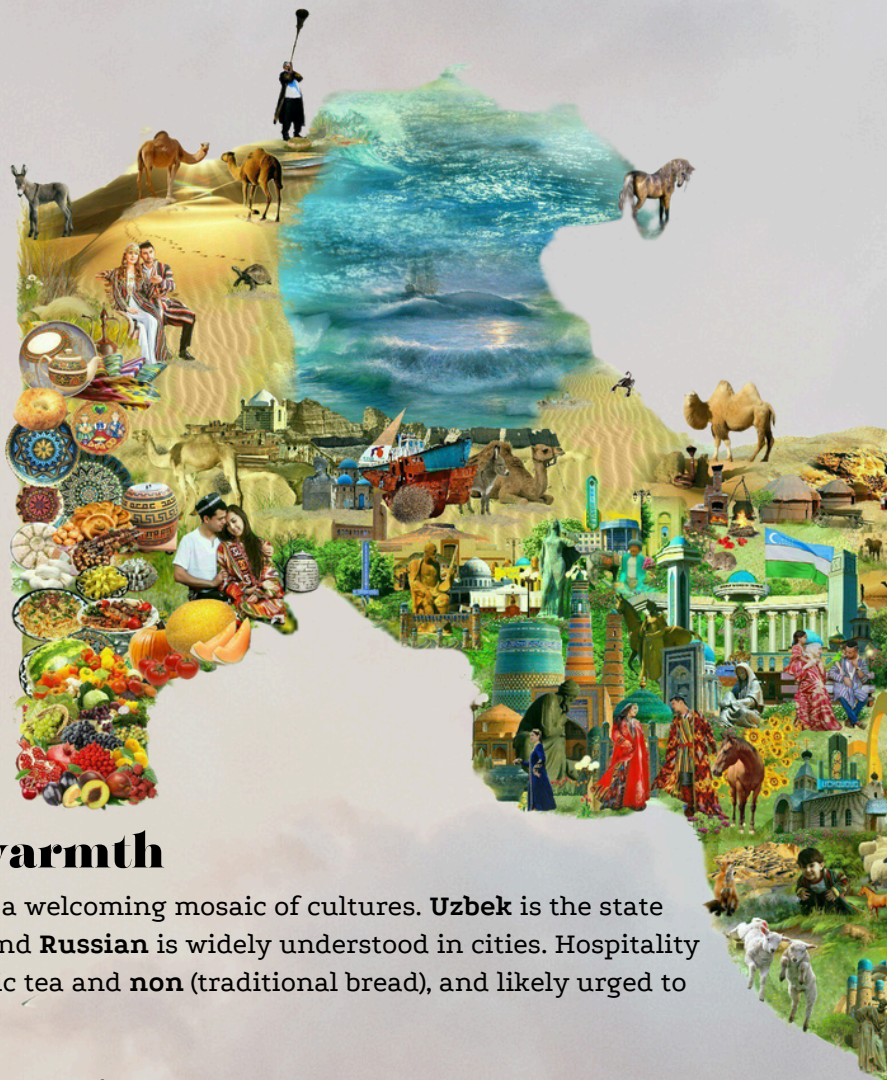 warmth
a welcoming mosaic of cultures. Uzbek is the state
nd Russian is widely understood in cities. Hospitality
ic tea and non (traditional bread), and likely urged to